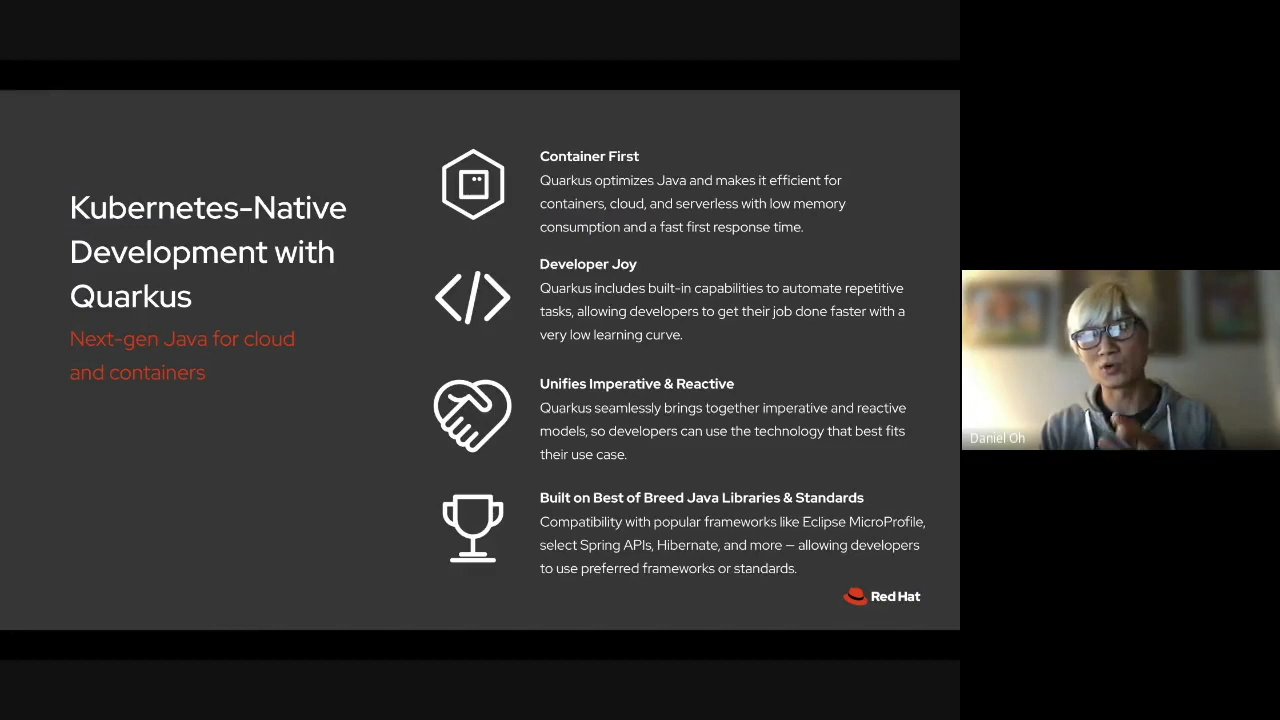 Kubernetes-Native
Development with
Quarkus
Next-gen Java for cloud
and containers
Container First
Quarkus optimizes Java and makes it efficient for
containers, cloud, and serverless with low memory
consumption and a fast first response time.
Developer Joy
Quarkus includes built-in capabilities to automate repetitive
tasks, allowing developers to get their job done faster with a
very low learning curve.
Unifies Imperative & Reactive
Quarkus seamlessly brings together imperative and reactive
models, so developers can use the technology that best fits
their use case.
Built on Best of Breed Java Libraries & Standards
Compatibility with popular frameworks like Eclipse MicroProfile,
select Spring APIs, Hibernate, and more — allowing developers
to use preferred frameworks or standards.
Red Hat
Daniel Oh